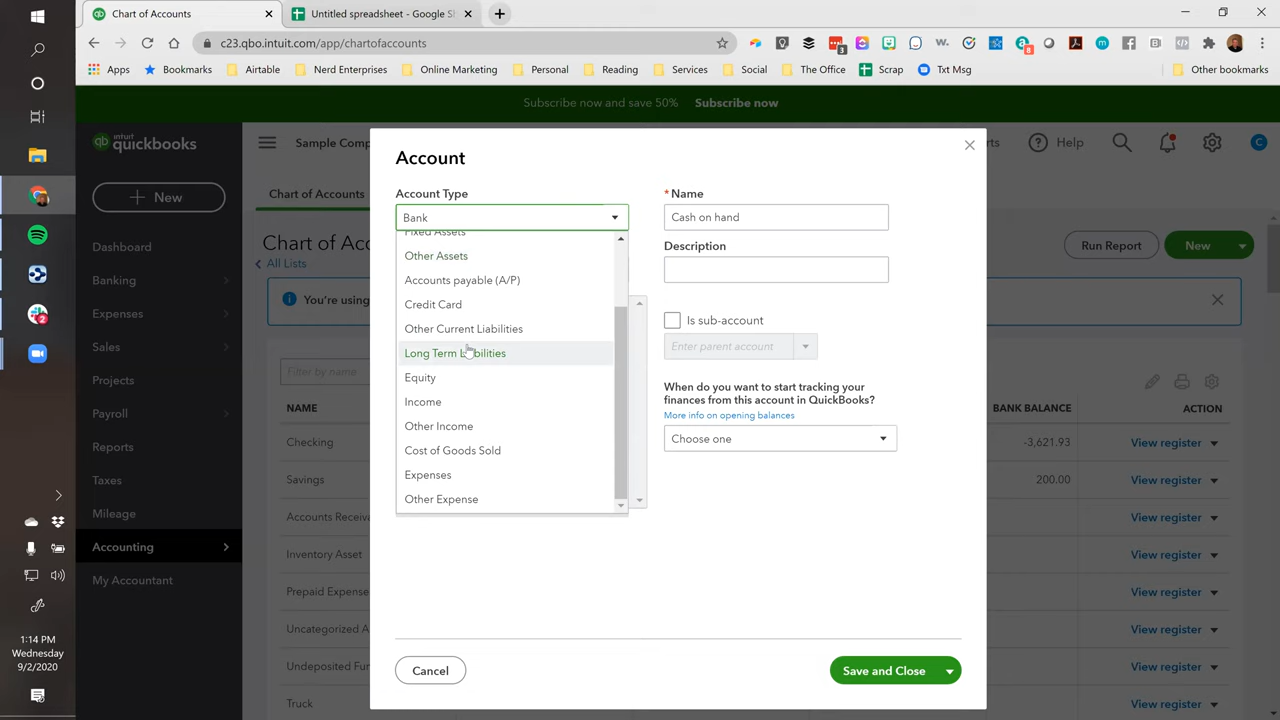 Chart of Accounts
Untitled spreadsheet - Google Sh
c23.qbo.intuit.com/app/chartofaccounts
3
8
Apps
Bookmarks
Airtable
Nerd Enterprises
Online Marketing
Personal
Reading
Services
Social
The Office
Scrap
Txt Msg
Other bookmarks
Subscribe now and save 50% Subscribe now
qb intuit quickbooks
Sample Comp
rts
Help
C
New
Dashboard
Banking
Expenses
Sales
Projects
Payroll
Reports
Taxes
Mileage
Accounting
My Accountant
Chart of Accounts
Chart of Acc
All Lists
Run Report
New
You're using
Filter by name
NAME
BANK BALANCE
ACTION
Checking
-3,621.93
View register
Savings
200.00
View register
Accounts Receiva
View register
Inventory Asset
View register
Prepaid Expense
View register
Uncategorized A
View register
Undeposited Fun
View register
Truck
View register
Account
Account Type
Bank
Fixed Assets
Other Assets
Accounts payable (A/P)
Credit Card
Other Current Liabilities
Long Term Liabilities
Equity
Income
Other Income
Cost of Goods Sold
Expenses
Other Expense
* Name
Cash on hand
Description
Is sub-account
Enter parent account
When do you want to start tracking your
finances from this account in QuickBooks?
More info on opening balances
Choose one
Cancel
Save and Close
1:14 PM
Wednesday
9/2/2020